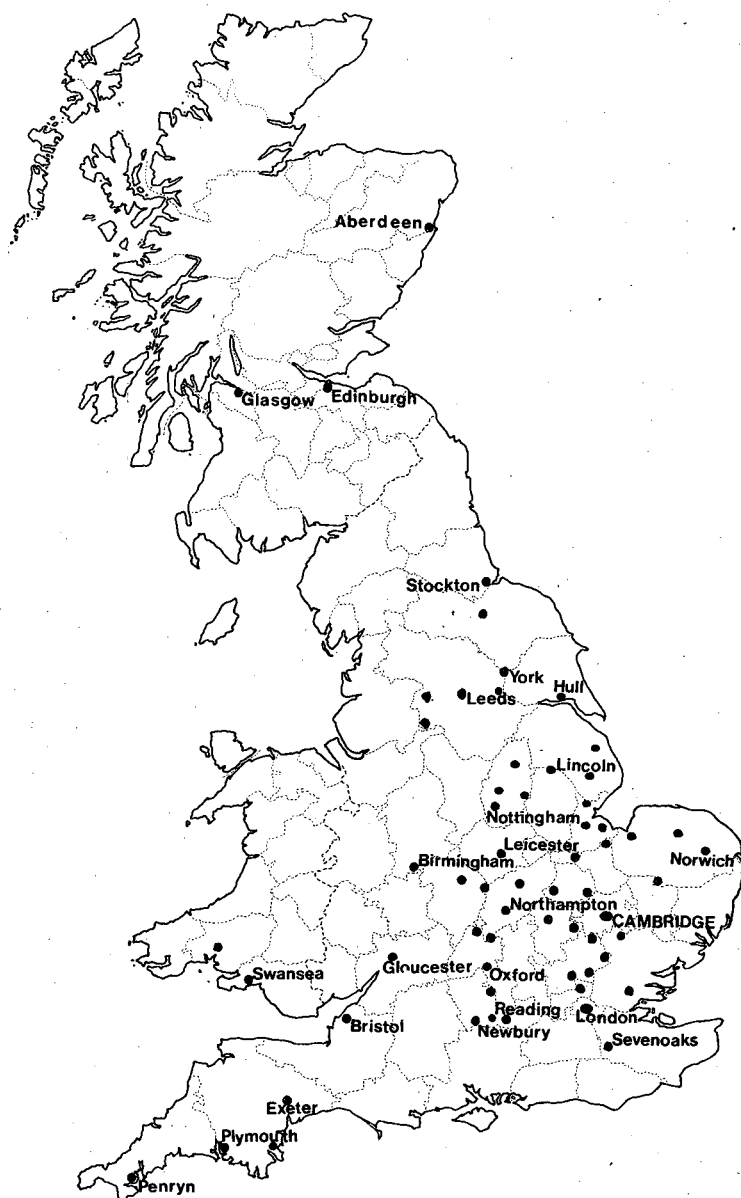 Aberdeen
Glasgow
Edinburgh
Stockton
York
Hull
Leeds
Lincoln
Nottingham
Leicester
Norwich
Birmingham
Northampton
CAMBRIDGE
Gloucester
Swansea
Oxford
Reading
London
Bristol
Newbury
Sevenoaks
Exeter
Plymouth
Penryn